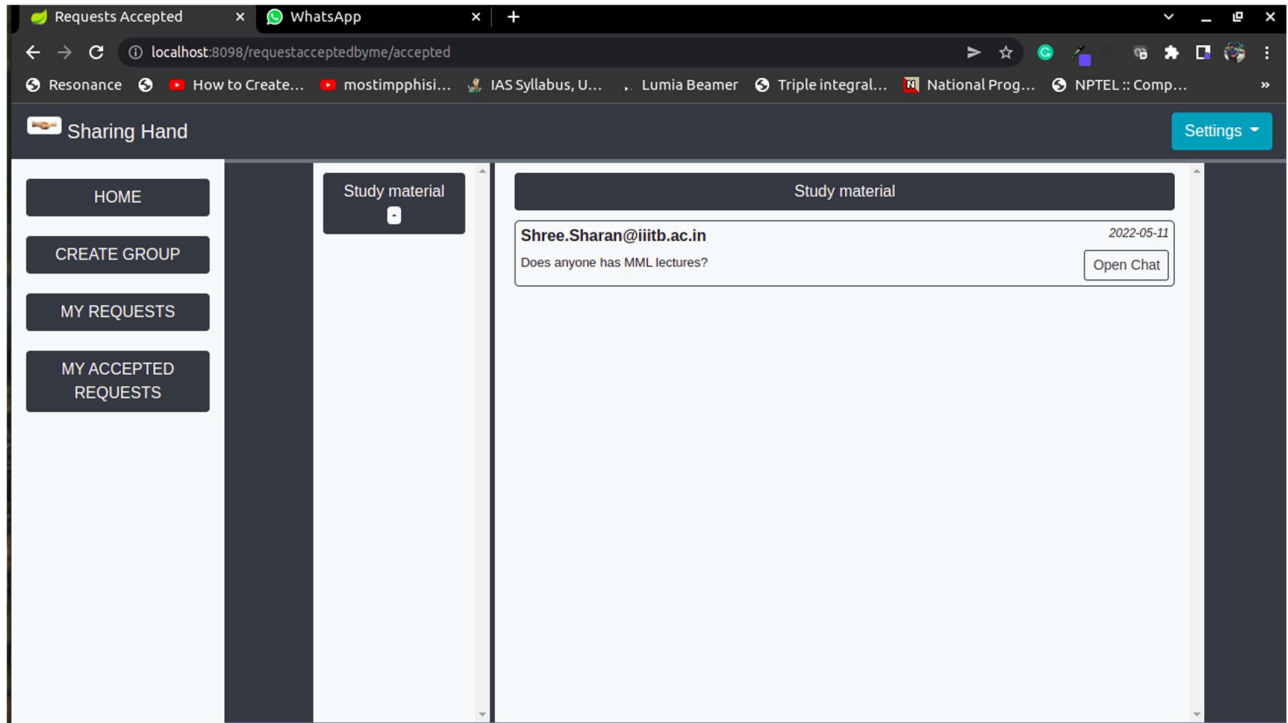 Requests Accepted
WhatsApp
localhost:8098/requestacceptedbyme/accepted
Resonance
How to Create...
mostimpphisi...
IAS Syllabus, U...
Lumia Beamer
Triple integral...
National Prog...
NPTEL :: Comp...
»
Sharing Hand
Settings
HOME
CREATE GROUP
MY REQUESTS
MY ACCEPTED
REQUESTS
Study material
-
Study material
Shree.Sharan@iiitb.ac.in
2022-05-11
Does anyone has MML lectures?
Open Chat